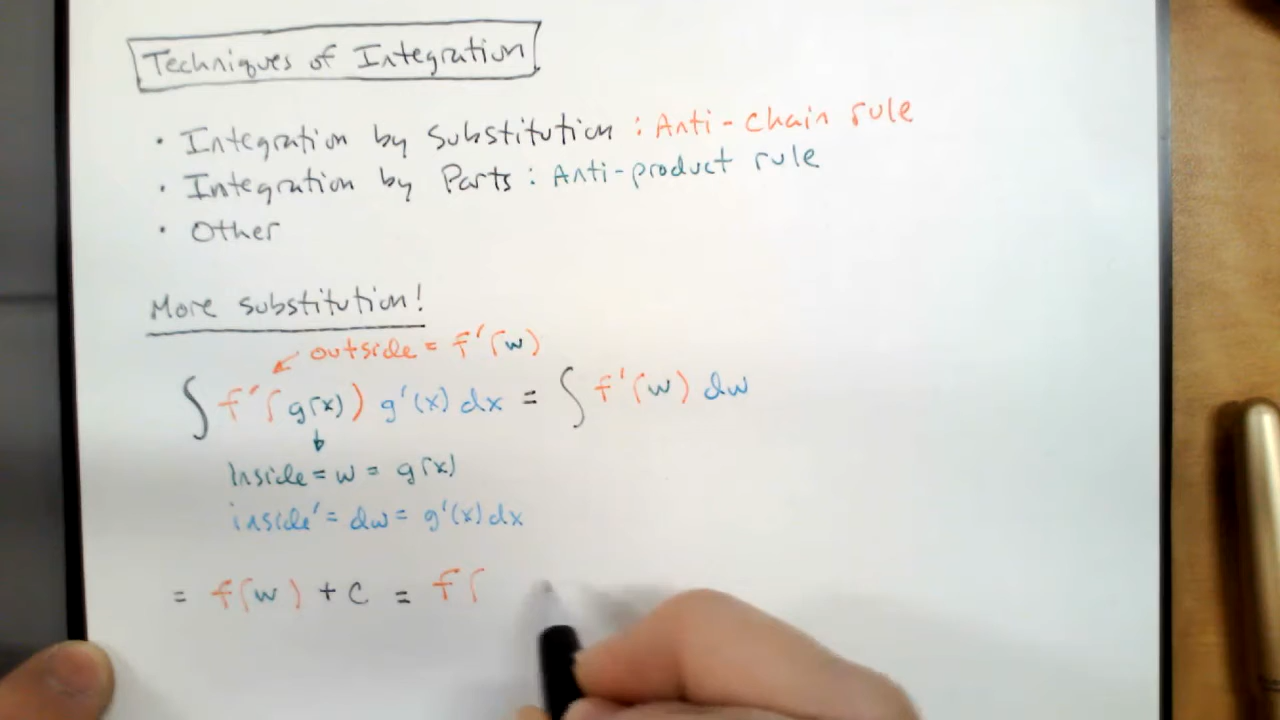 Techniques of Integration
• Integration by Substitution : Anti-chain rule
• Integration by Parts : Anti-product rule
• Other
More substitution!
outside = f'(w)
∫ f'(g(x)) g'(x) dx = ∫ f'(w) dw
Inside = w = g(x)
inside' = dw = g'(x) dx
= f(w) + C = f(